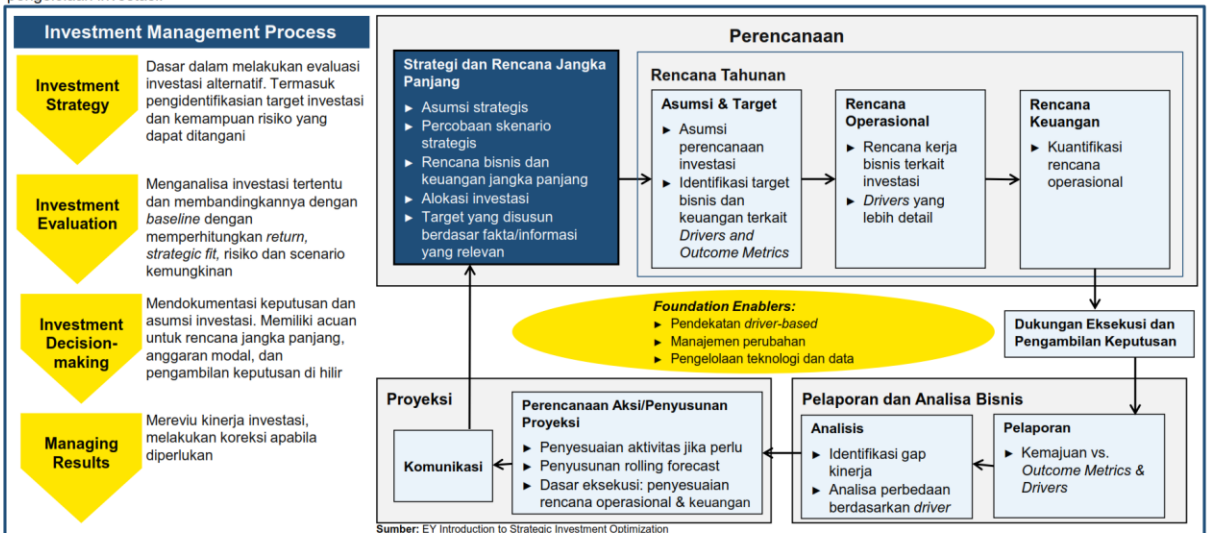 pengelolaan investasi.
Investment Management Process
Investment
Strategy
Dasar dalam melakukan evaluasi
investasi alternatif. Termasuk
pengidentifikasian target investasi
dan kemampuan risiko yang
dapat ditangani
Investment
Evaluation
Menganalisa investasi tertentu
dan membandingkannya dengan
baseline dengan
memperhitungkan return,
strategic fit, risiko dan scenario
kemungkinan
Investment
Decision-
making
Mendokumentasi keputusan dan
asumsi investasi. Memiliki acuan
untuk rencana jangka panjang,
anggaran modal, dan
pengambilan keputusan di hilir
Managing
Results
Mereviu kinerja investasi,
melakukan koreksi apabila
diperlukan
Perencanaan
Strategi dan Rencana Jangka
Panjang
► Asumsi strategis
► Percobaan skenario
strategis
► Rencana bisnis dan
keuangan jangka panjang
► Alokasi investasi
► Target yang disusun
berdasar fakta/informasi
yang relevan
Rencana Tahunan
Asumsi & Target
► Asumsi
perencanaan
investasi
► Identifikasi target
bisnis dan
keuangan terkait
Drivers and
Outcome Metrics
Rencana
Operasional
► Rencana kerja
bisnis terkait
investasi
► Drivers yang
lebih detail
Rencana
Keuangan
► Kuantifikasi
rencana
operasional
Foundation Enablers:
► Pendekatan driver-based
► Manajemen perubahan
► Pengelolaan teknologi dan data
Dukungan Eksekusi dan
Pengambilan Keputusan
Proyeksi
Komunikasi
Perencanaan Aksi/Penyusunan
Proyeksi
► Penyesuaian aktivitas jika perlu
► Penyusunan rolling forecast
► Dasar eksekusi: penyesuaian
rencana operasional & keuangan
Pelaporan dan Analisa Bisnis
Analisis
► Identifikasi gap
kinerja
► Analisa perbedaan
berdasarkan driver
Pelaporan
► Kemajuan vs.
Outcome Metrics &
Drivers
Sumber: EY Introduction to Strategic Investment Optimization